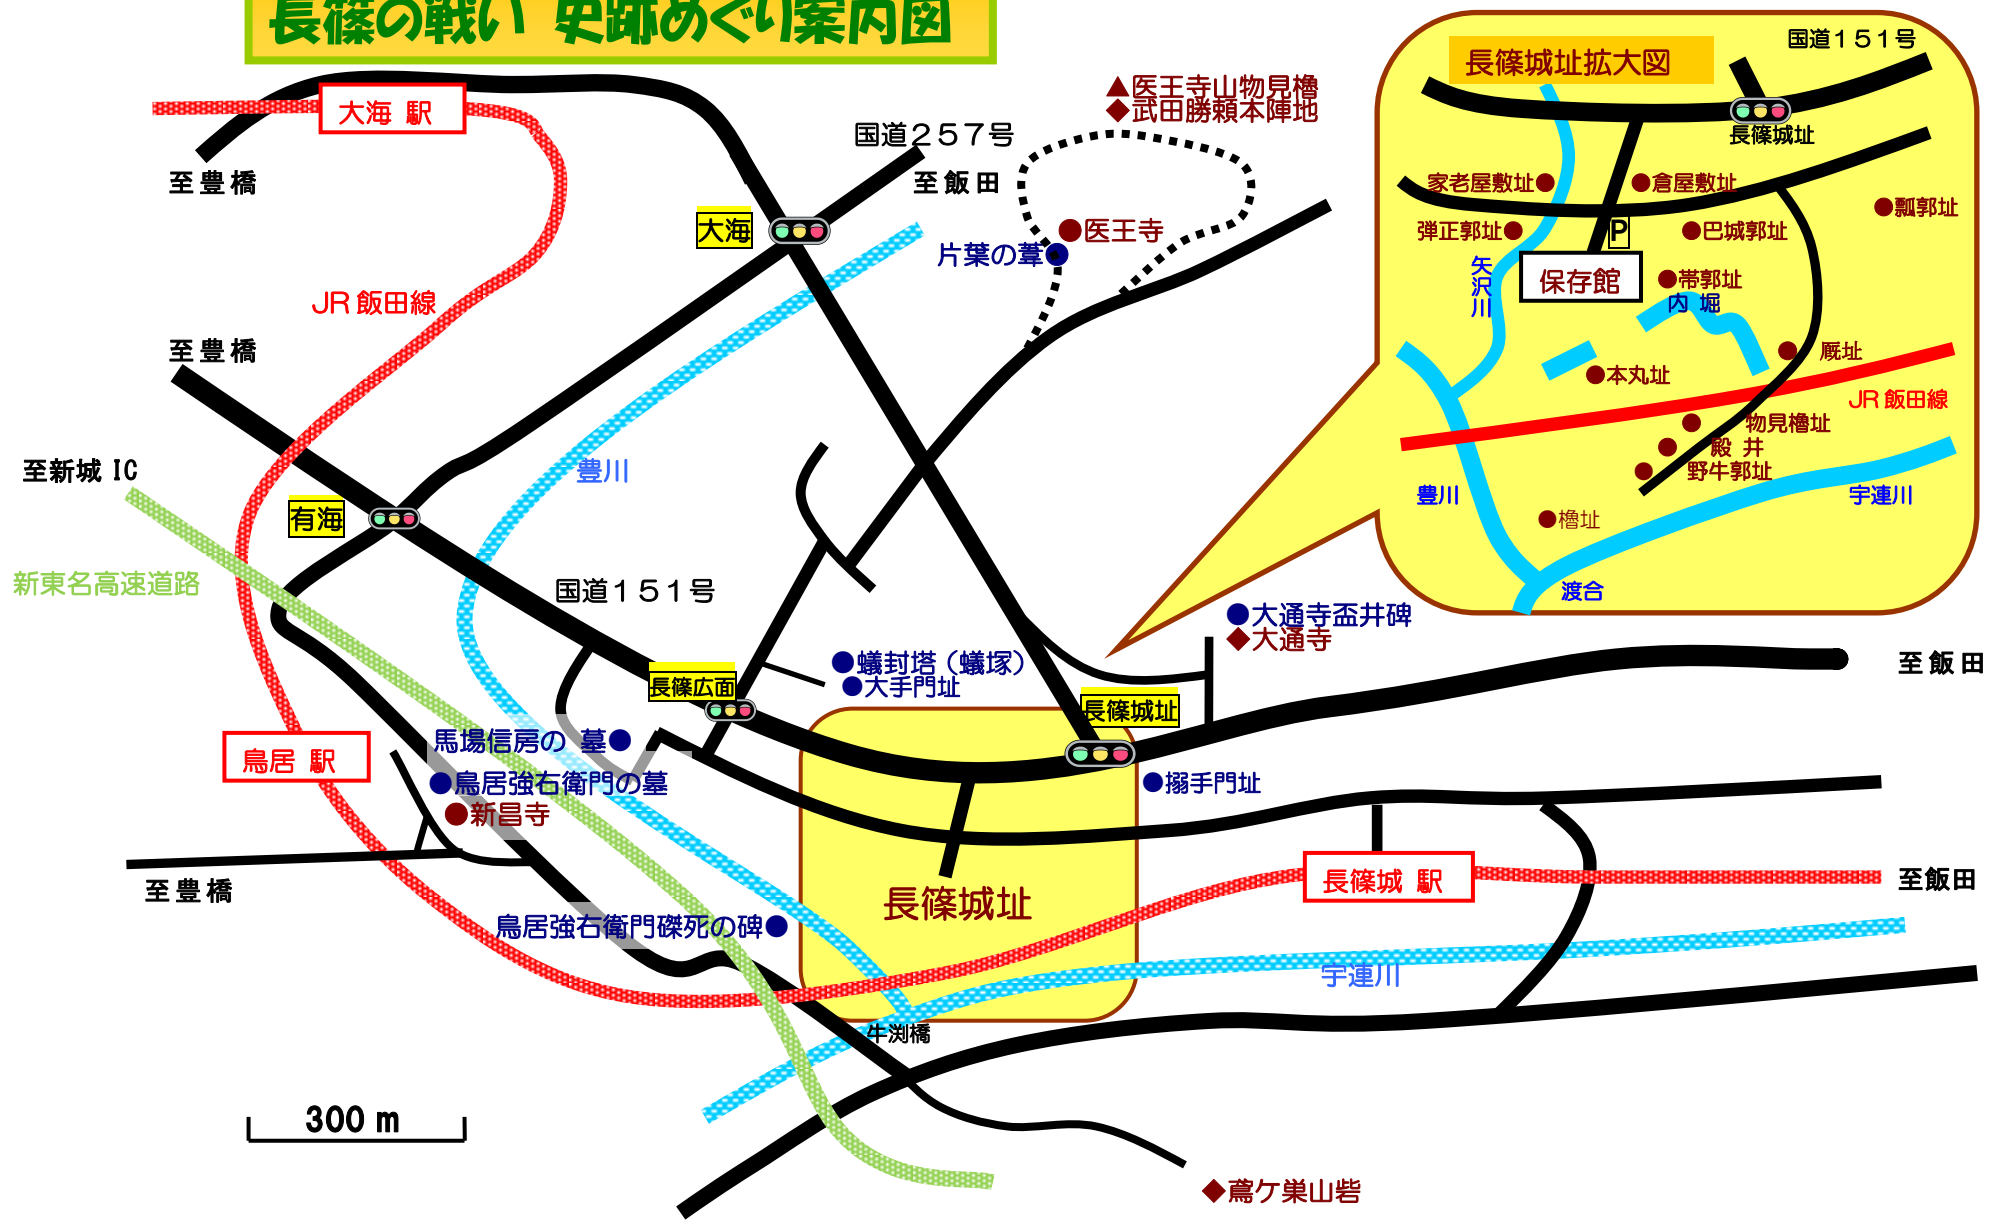 長篠の戦い 史跡めぐり案内図
大海 駅
至豊橋
国道257号
至飯田
大海
▲医王寺山物見櫓
◆武田勝頼本陣地
●医王寺
片葉の葦●
JR飯田線
至豊橋
至新城 IC
有海
豊川
新東名高速道路
国道151号
長篠広面
●蟻封塔（蟻塚）
●大手門址
●大通寺盃井碑
◆大通寺
至飯田
長篠城址
馬場信房の 墓●
鳥居 駅
●鳥居強右衛門の墓
●新昌寺
●搦手門址
至豊橋
長篠城址
長篠城 駅
至飯田
鳥居強右衛門磔死の碑●
宇連川
牛渕橋
300 m
◆鳶ケ巣山砦
長篠城址拡大図
国道151号
長篠城址
家老屋敷址●
●倉屋敷址
●瓢郭址
弾正郭址●
P
●巴城郭址
矢沢川
保存館
●帯郭址
内 堀
● 厩址
●本丸址
JR飯田線
● 物見櫓址
● 殿 井
● 野牛郭址
豊川
宇連川
●櫓址
渡合